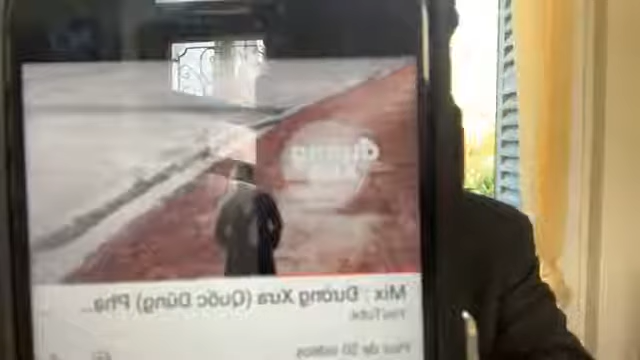 Mix : Đường Xưa (Quốc Dũng) Pha...
YouTube
Plus de 50 vidéos